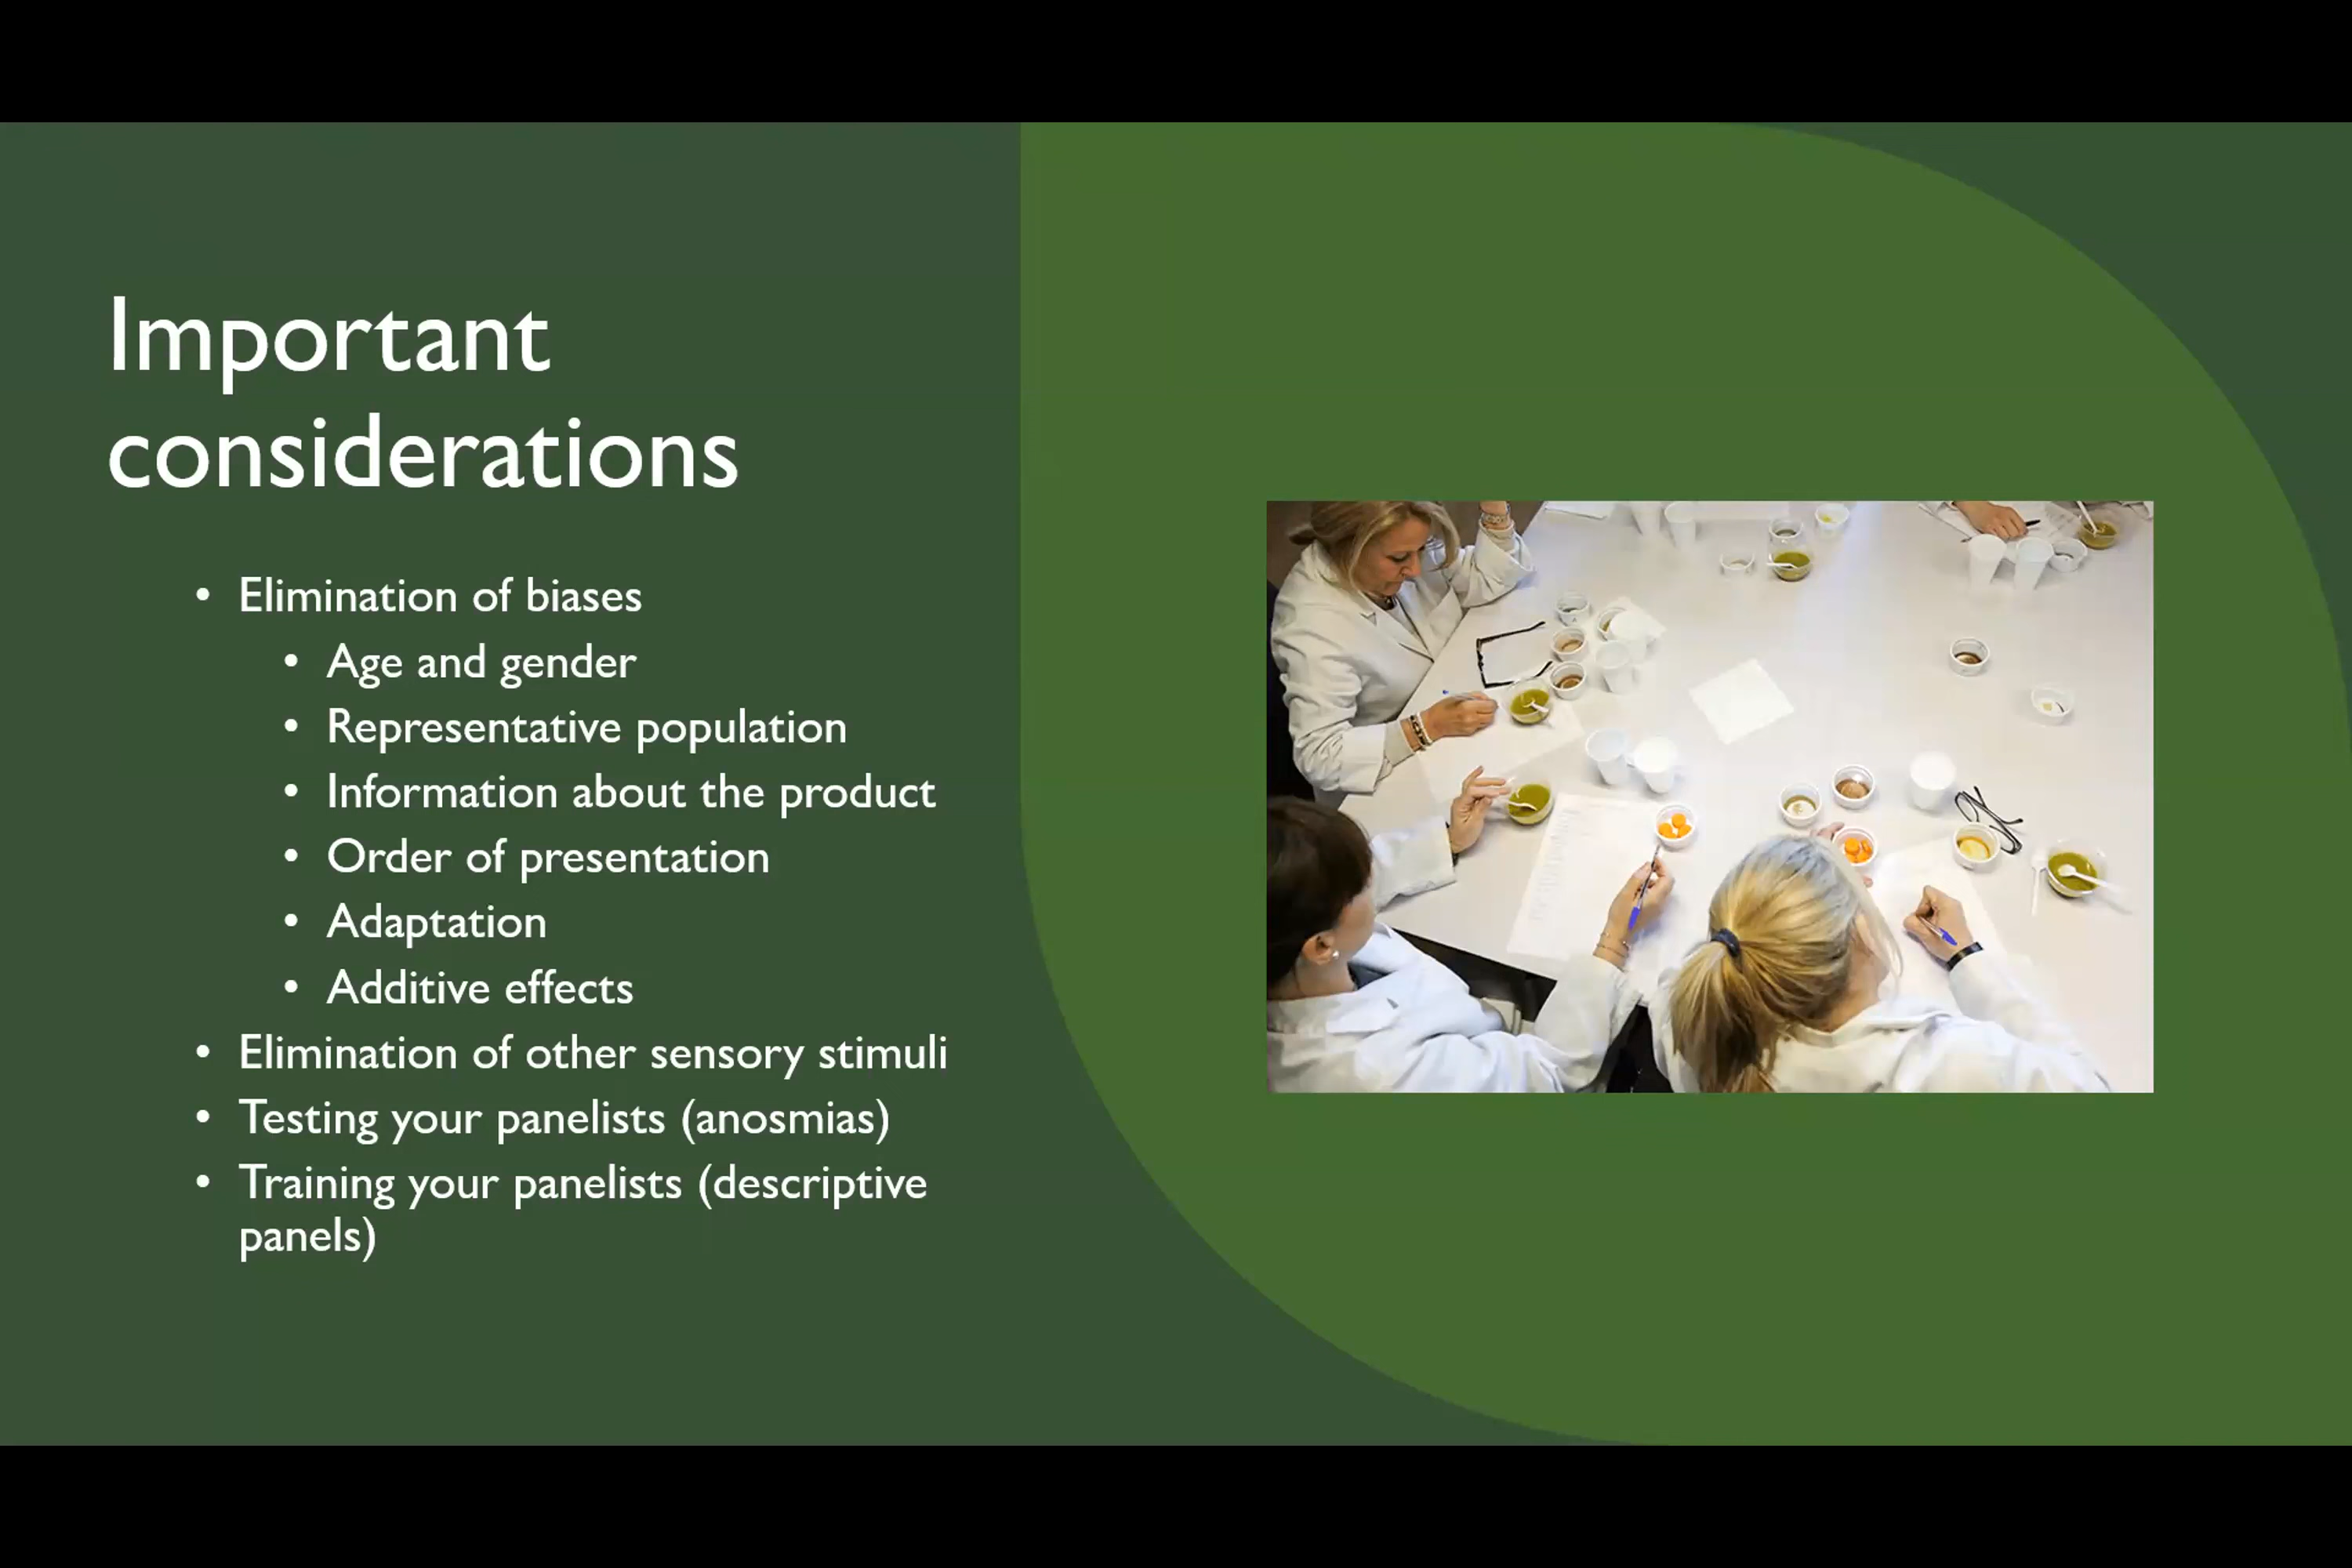 Important
considerations
• Elimination of biases
• Age and gender
• Representative population
• Information about the product
• Order of presentation
• Adaptation
• Additive effects
• Elimination of other sensory stimuli
• Testing your panelists (anosmias)
• Training your panelists (descriptive
panels)